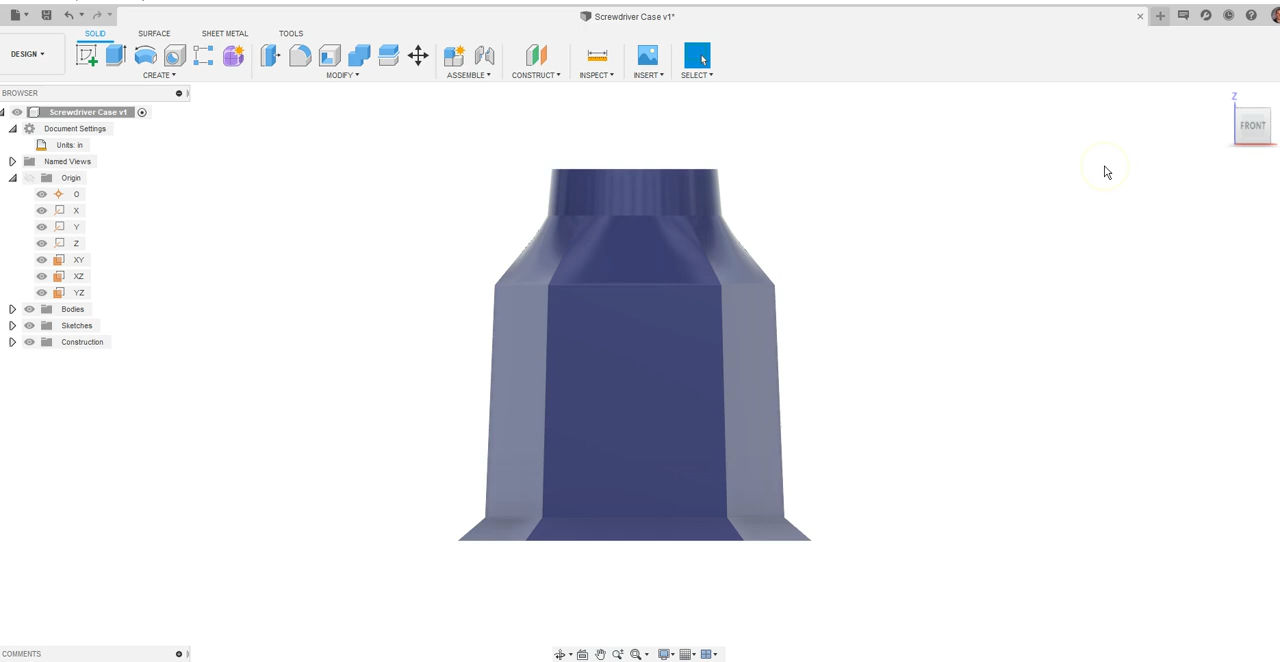 Screwdriver Case v1*
SOLID SURFACE SHEET METAL TOOLS
DESIGN
CREATE MODIFY ASSEMBLE CONSTRUCT INSPECT INSERT SELECT
BROWSER
Screwdriver Case v1
Document Settings
Units: in
Named Views
Origin
O
X
Y
Z
XY
XZ
YZ
Bodies
Sketches
Construction
Z
FRONT
COMMENTS